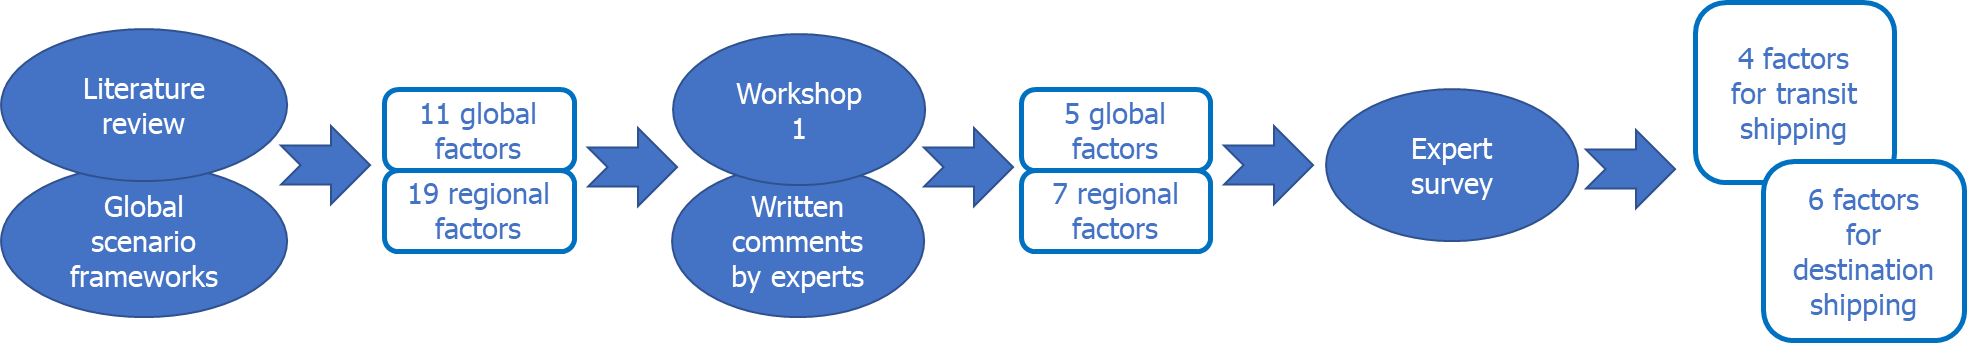 Literature
review
Global
scenario
frameworks
11 global
factors
19 regional
factors
Workshop
1
Written
comments
by experts
5 global
factors
7 regional
factors
Expert
survey
4 factors
for transit
shipping
6 factors
for
destination
shipping